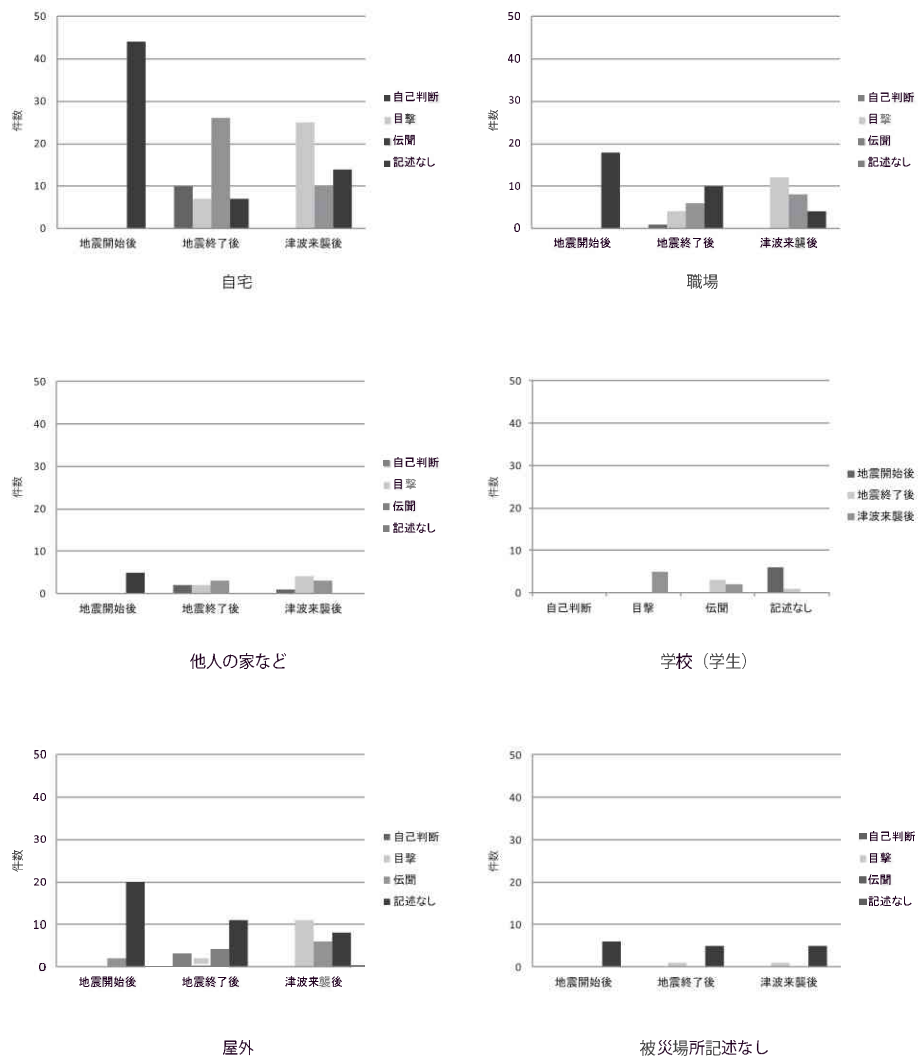 50
40
30
20
10
0
件数
地震開始後 地震終了後 津波来襲後
自己判断
目撃
伝聞
記述なし
自宅
50
40
30
20
10
0
件数
地震開始後 地震終了後 津波来襲後
自己判断
目撃
伝聞
記述なし
職場
50
40
30
20
10
0
件数
地震開始後 地震終了後 津波来襲後
自己判断
目撃
伝聞
記述なし
他人の家など
50
40
30
20
10
0
件数
自己判断 目撃 伝聞 記述なし
地震開始後
地震終了後
津波来襲後
学校（学生）
50
40
30
20
10
0
件数
地震開始後 地震終了後 津波来襲後
自己判断
目撃
伝聞
記述なし
屋外
50
40
30
20
10
0
件数
地震開始後 地震終了後 津波来襲後
自己判断
目撃
伝聞
記述なし
被災場所記述なし